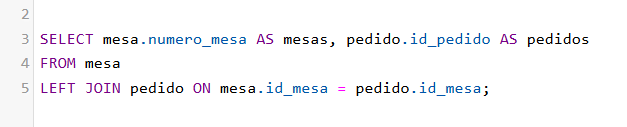 2
3 SELECT mesa.numero_mesa AS mesas, pedido.id_pedido AS pedidos
4 FROM mesa
5 LEFT JOIN pedido ON mesa.id_mesa = pedido.id_mesa;